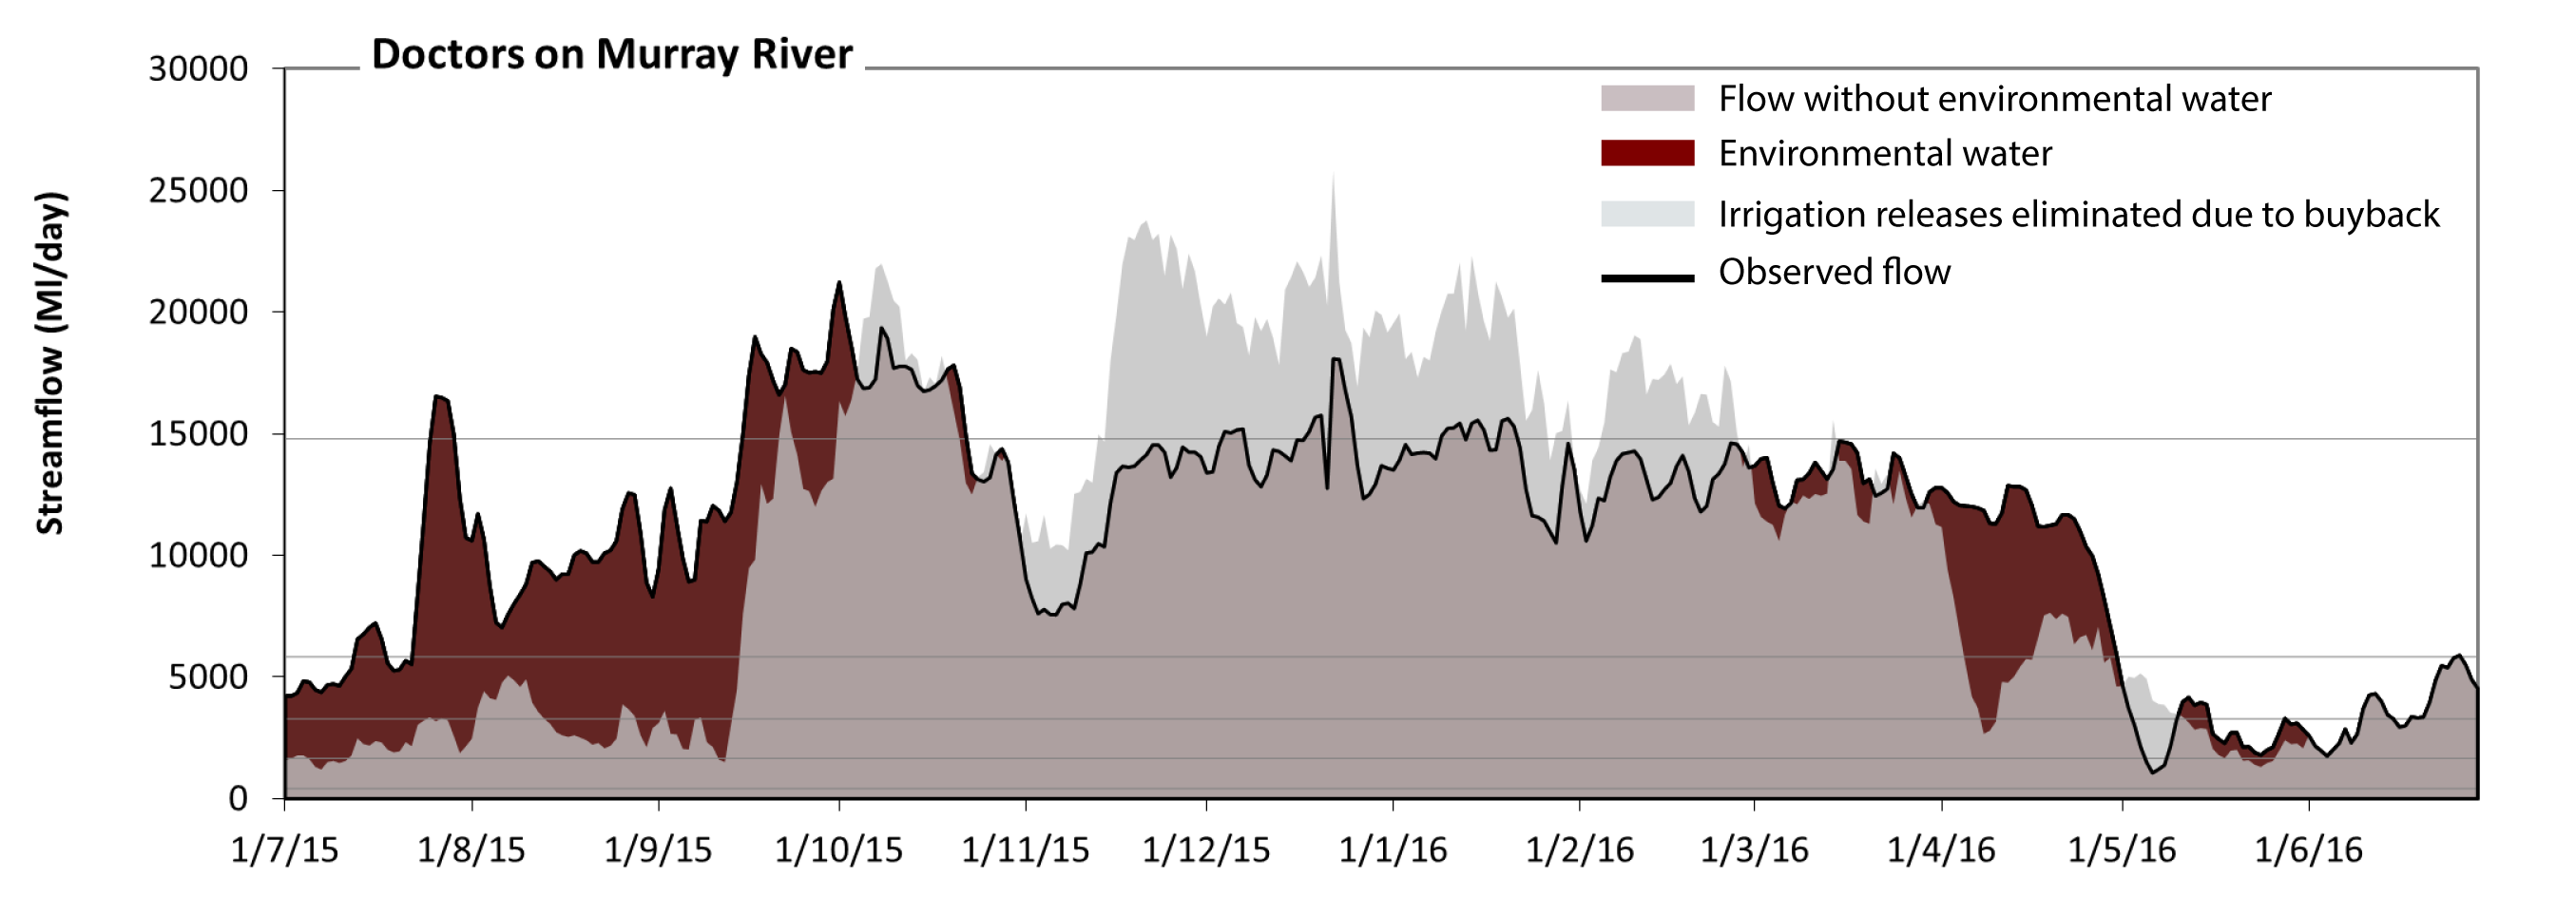 Doctors on Murray River
30000
25000
20000
15000
10000
5000
0
Streamflow (Ml/day)
Flow without environmental water
Environmental water
Irrigation releases eliminated due to buyback
Observed flow
1/7/15 1/8/15 1/9/15 1/10/15 1/11/15 1/12/15 1/1/16 1/2/16 1/3/16 1/4/16 1/5/16 1/6/16